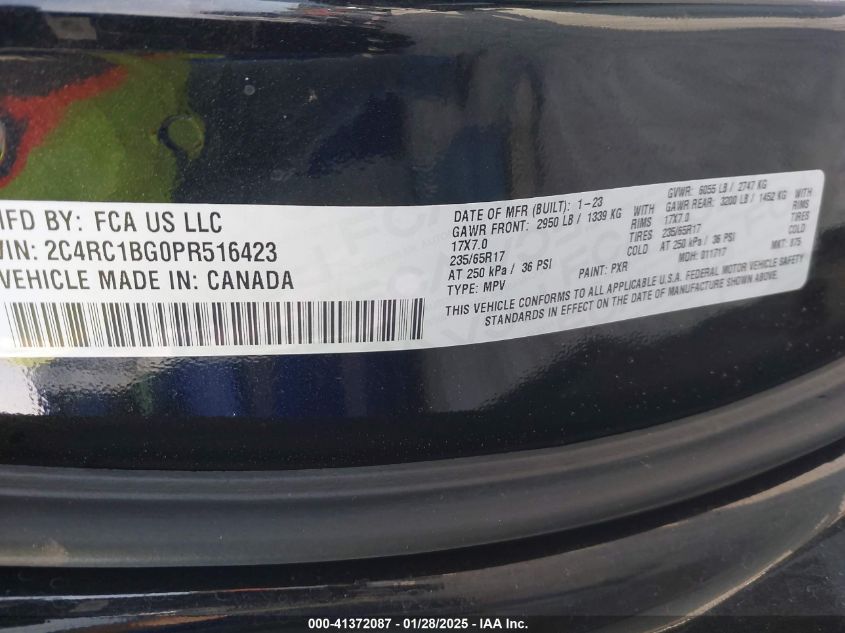 MFD BY: FCA US LLC
VIN: 2C4RC1BG0PR516423
VEHICLE MADE IN: CANADA
DATE OF MFR (BUILT): 1-23
GVWR: 6055 LB / 2747 KG
GAWR FRONT: 2950 LB / 1339 KG WITH
GAWR REAR: 3200 LB / 1452 KG WITH
17X7.0 RIMS
17X7.0 RIMS
235/65R17 TIRES
235/65R17 TIRES
AT 250 kPa / 36 PSI
AT 250 kPa / 36 PSI
TYPE: MPV
PAINT: PXR
MDH: 011717
MKT: 875
THIS VEHICLE CONFORMS TO ALL APPLICABLE U.S.A. FEDERAL MOTOR VEHICLE SAFETY
STANDARDS IN EFFECT ON THE DATE OF MANUFACTURE SHOWN ABOVE.
000-41372087 - 01/28/2025 - IAA Inc.